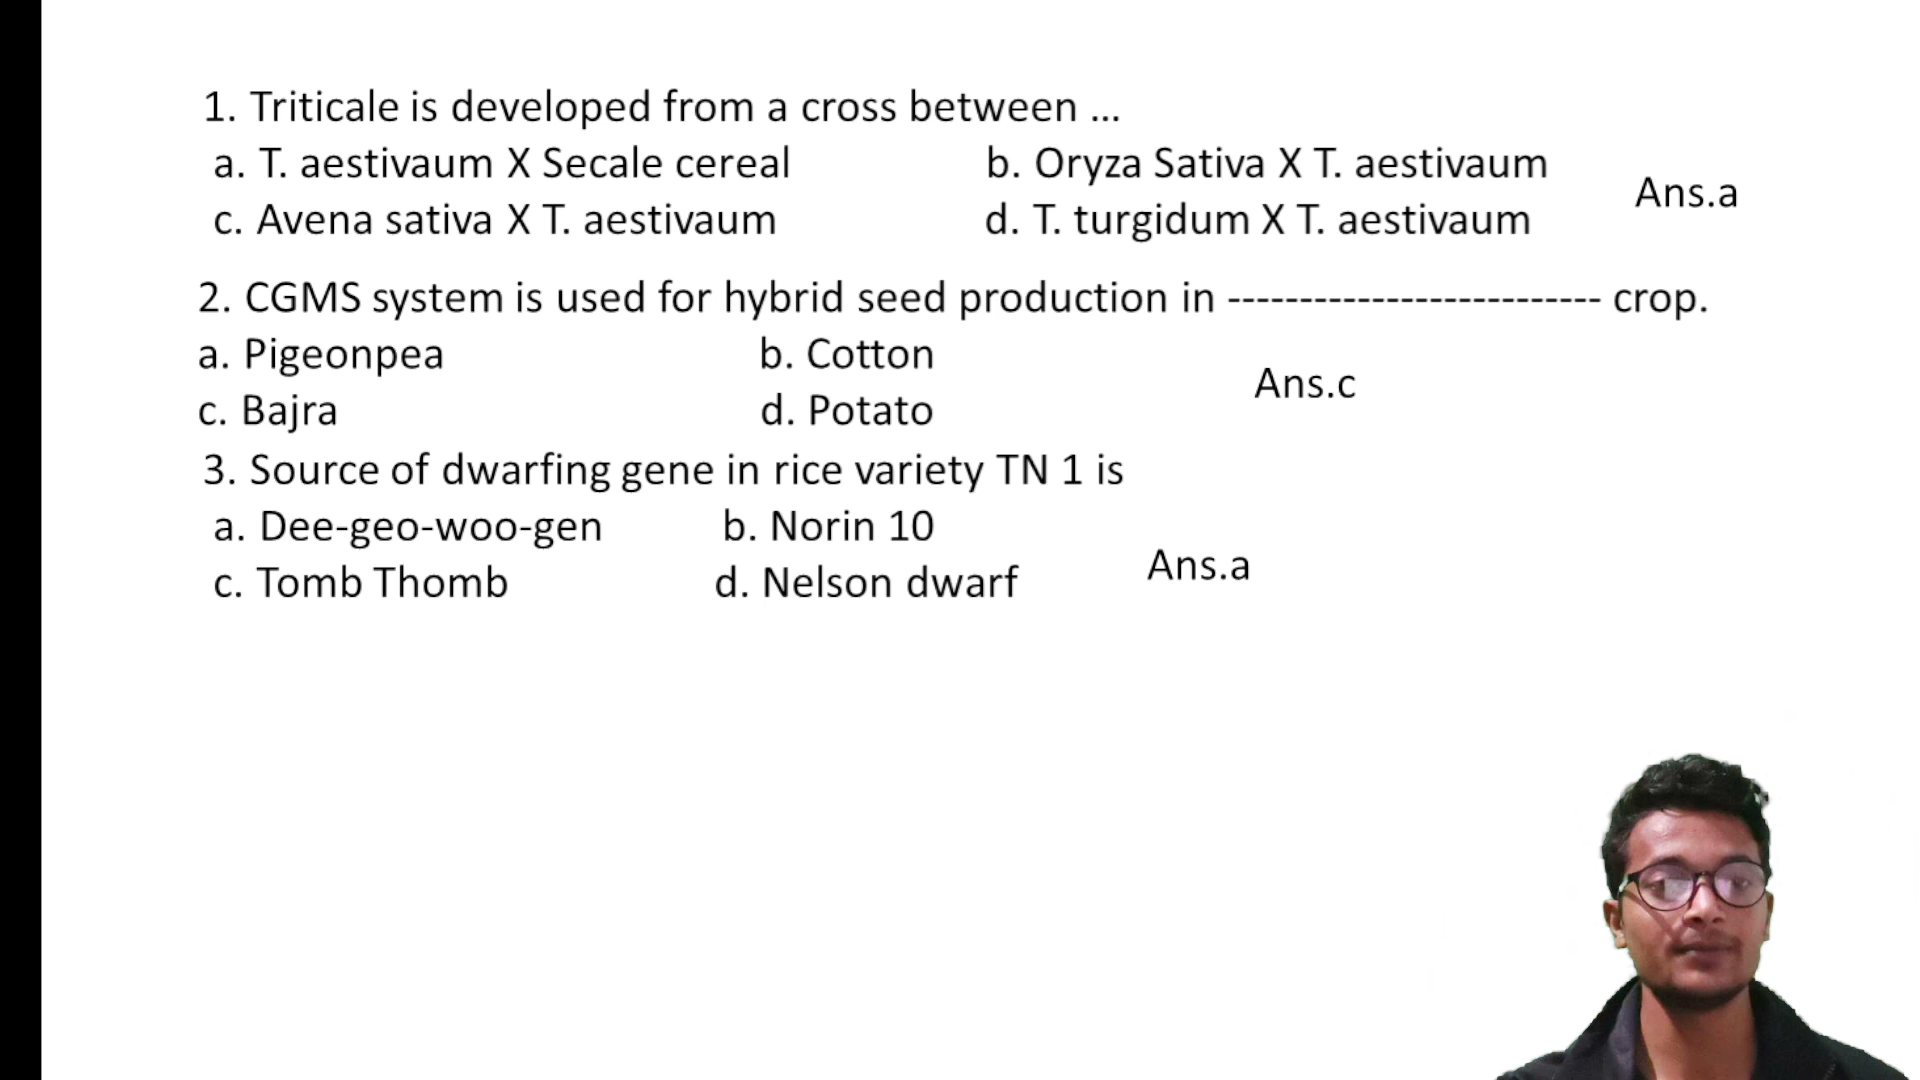 1. Triticale is developed from a cross between ...
a. T. aestivaum X Secale cereal b. Oryza Sativa X T. aestivaum
Ans.a
c. Avena sativa X T. aestivaum d. T. turgidum X T. aestivaum
2. CGMS system is used for hybrid seed production in -------------------------- crop.
a. Pigeonpea b. Cotton
Ans.c
c. Bajra d. Potato
3. Source of dwarfing gene in rice variety TN 1 is
a. Dee-geo-woo-gen b. Norin 10
Ans.a
c. Tomb Thomb d. Nelson dwarf